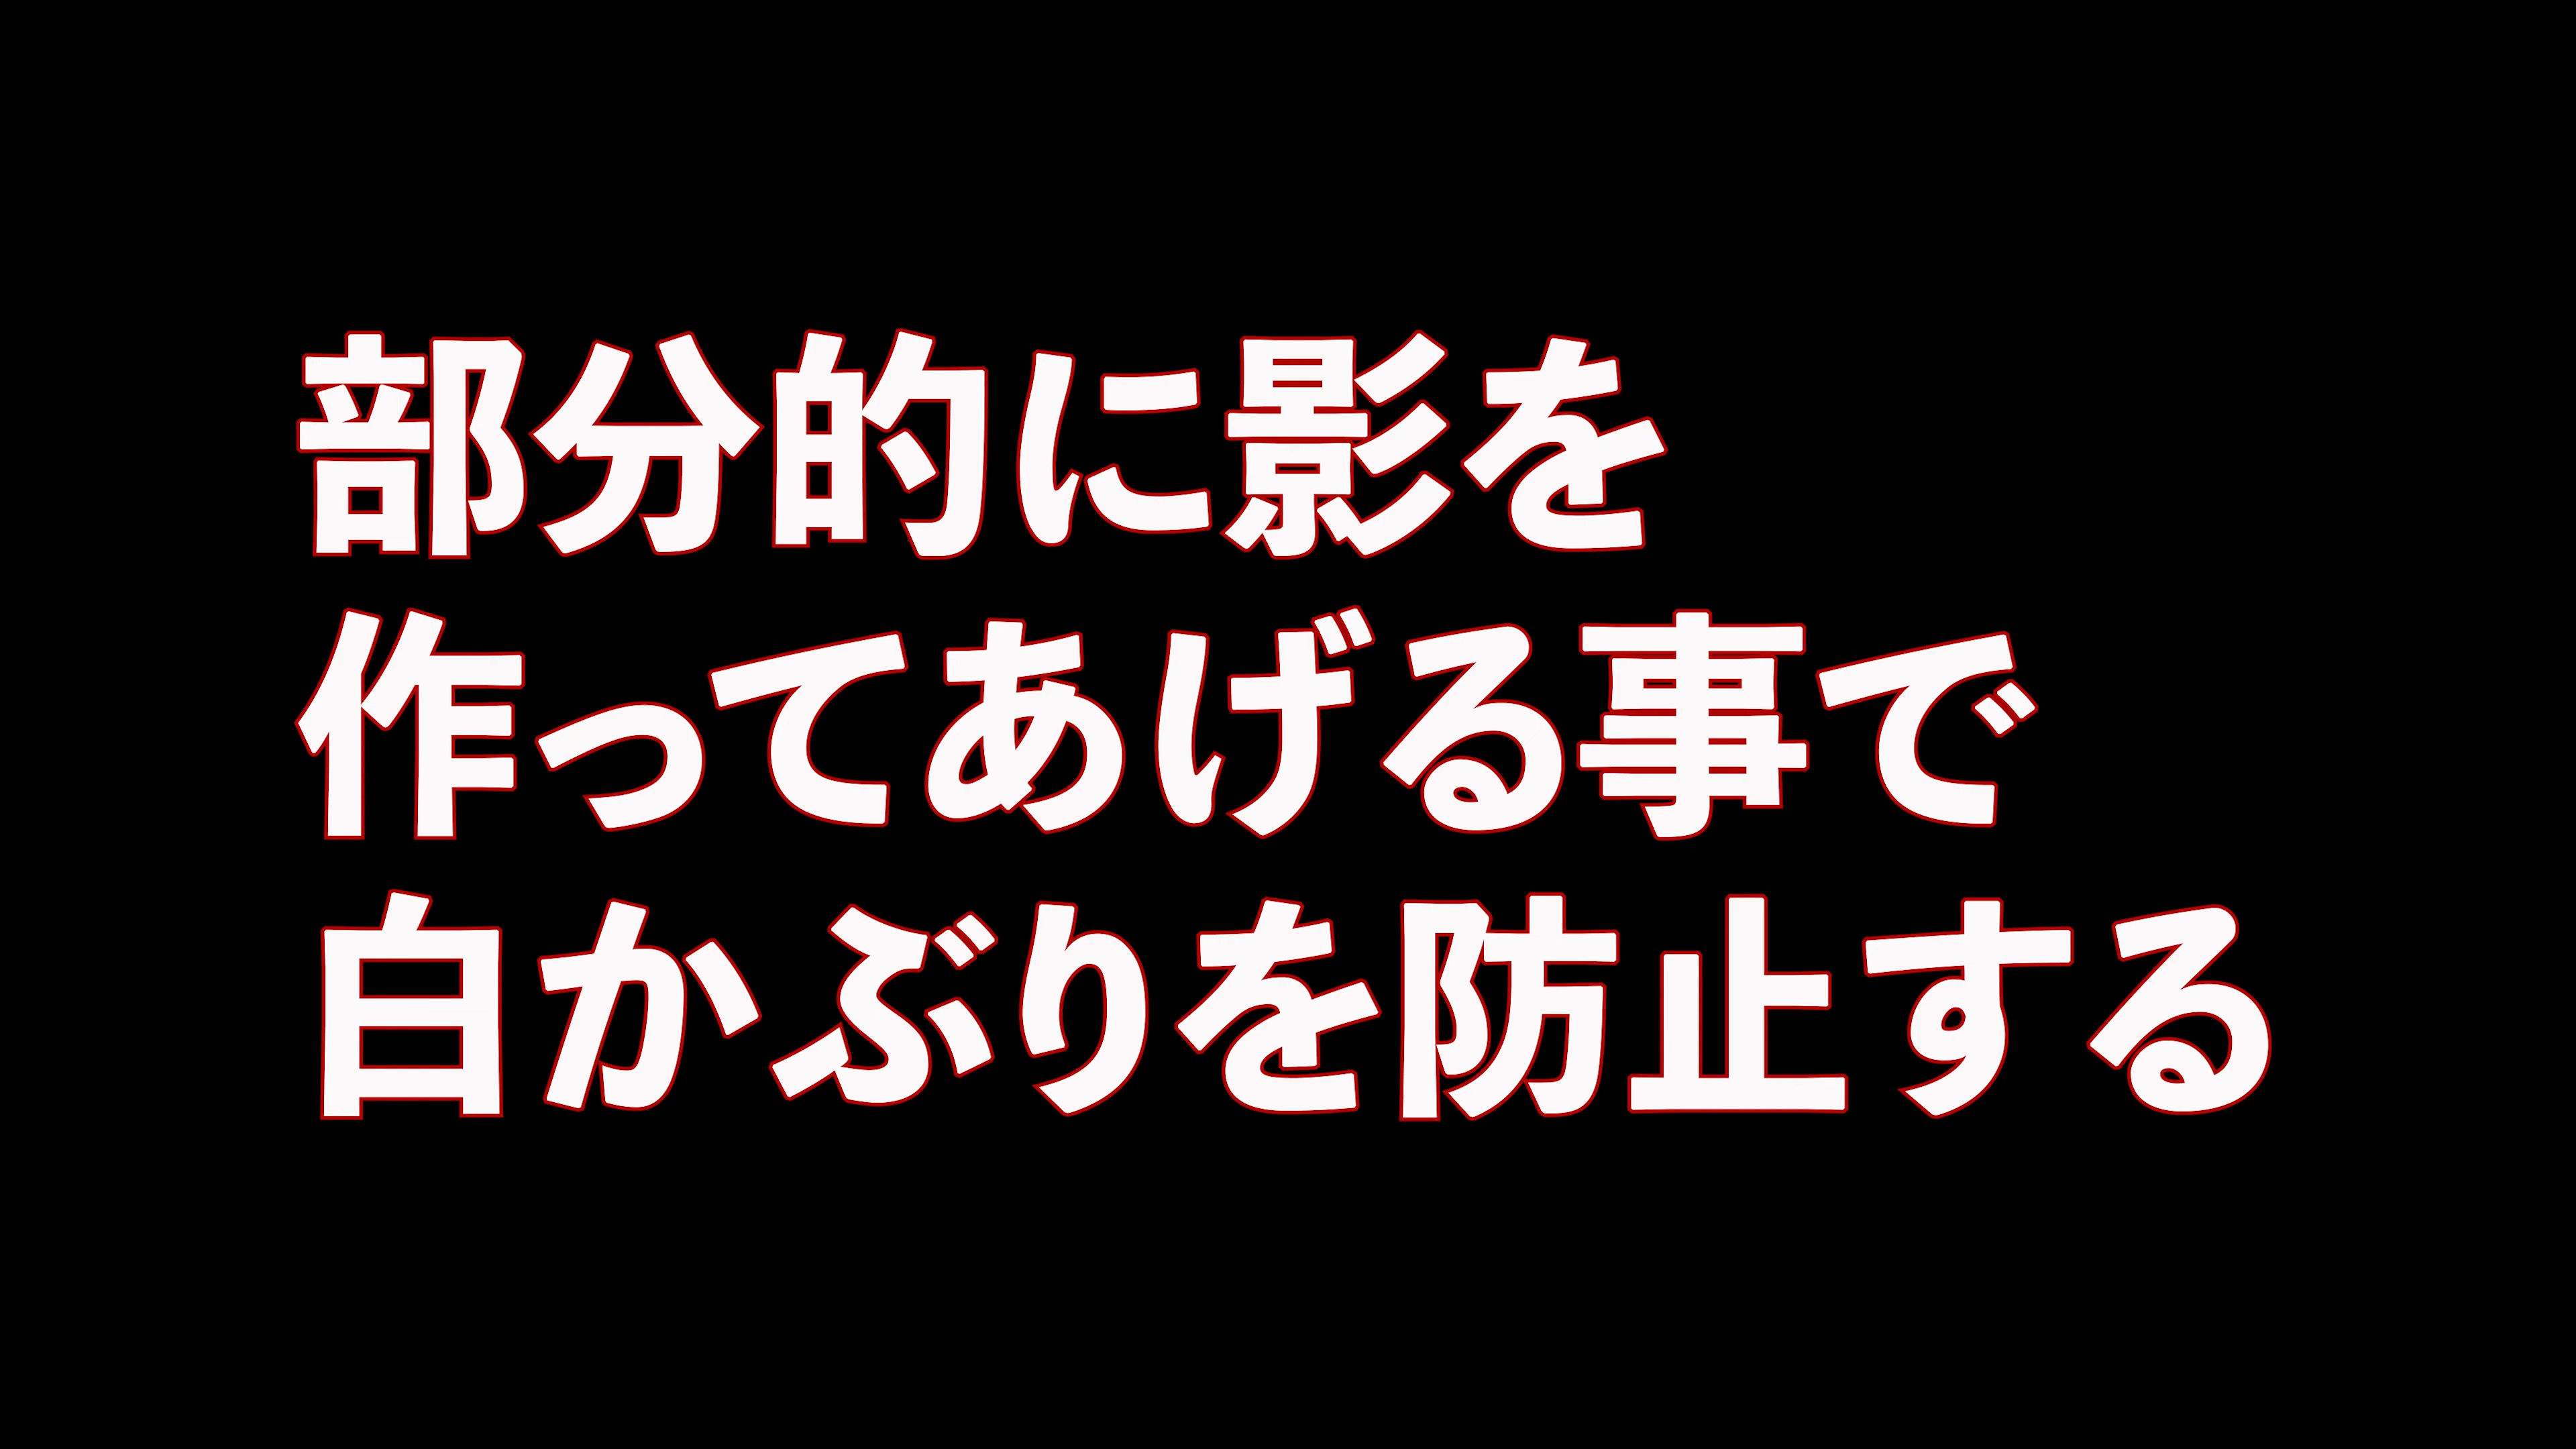 部分的に影を
作ってあげる事で
白かぶりを防止する